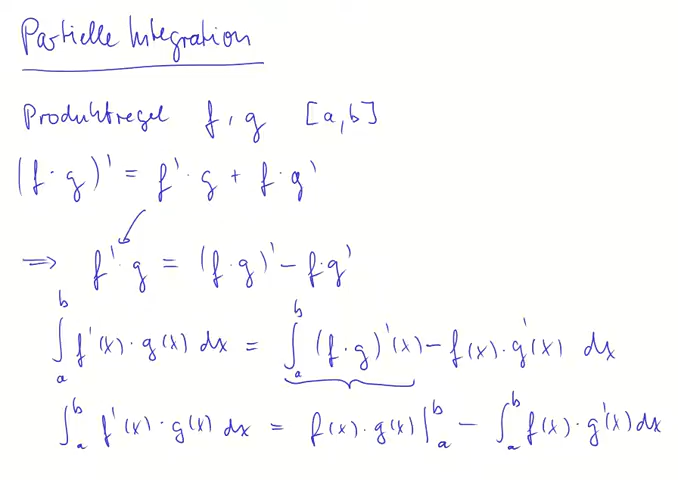 Partielle Integration
Produktregel f, g [a, b]
(f · g)' = f' · g + f · g'
⟹ f' · g = (f · g)' − f · g'
∫_a^b f'(x) · g(x) dx = ∫_a^b (f · g)'(x) − f(x) · g'(x) dx
∫_a^b f'(x) · g(x) dx = f(x) · g(x) |_a^b − ∫_a^b f(x) · g'(x) dx